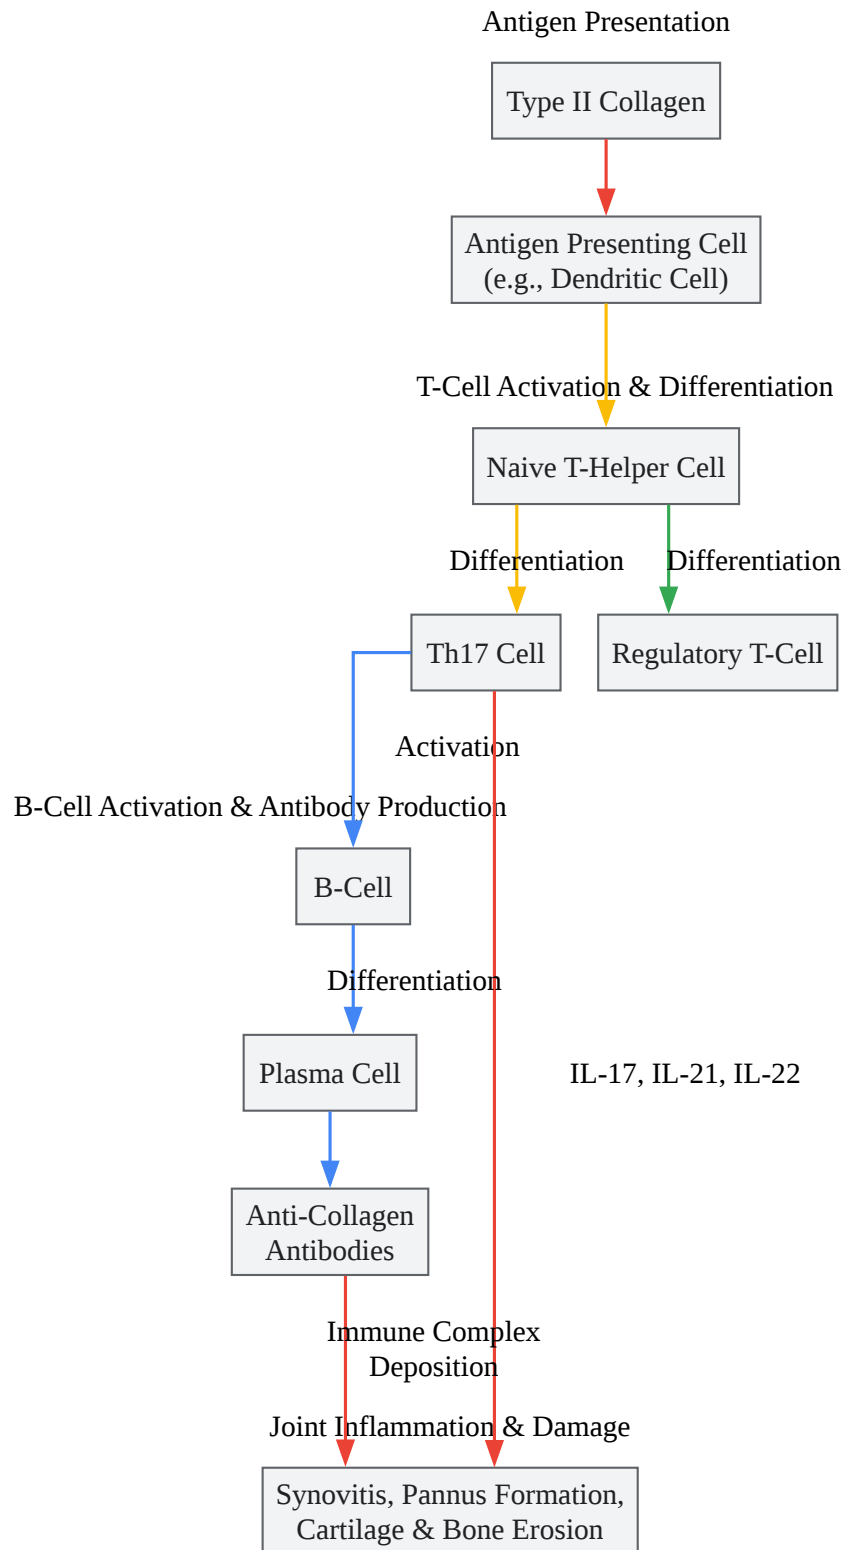 Antigen Presentation
Type II Collagen
Antigen Presenting Cell
(e.g., Dendritic Cell)
T-Cell Activation & Differentiation
Naive T-Helper Cell
Differentiation
Differentiation
Th17 Cell
Regulatory T-Cell
Activation
B-Cell Activation & Antibody Production
B-Cell
Differentiation
Plasma Cell
IL-17, IL-21, IL-22
Anti-Collagen
Antibodies
Immune Complex
Deposition
Joint Inflammation & Damage
Synovitis, Pannus Formation,
Cartilage & Bone Erosion